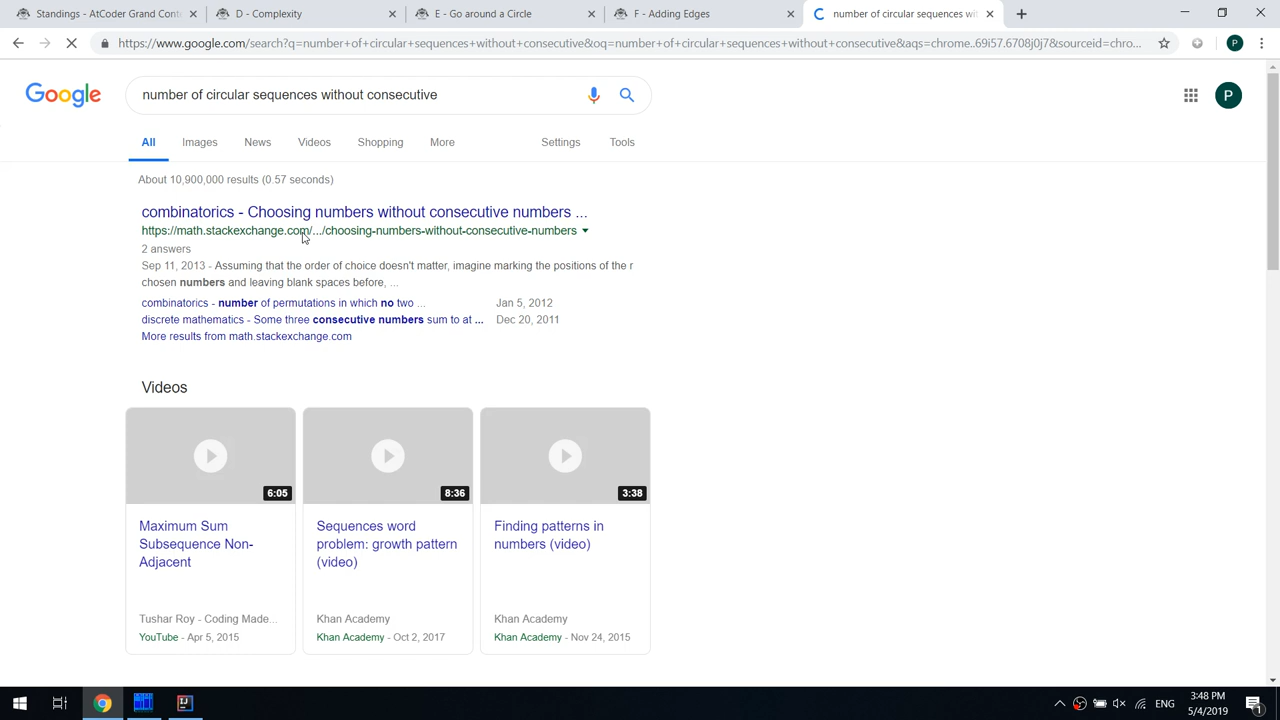 Standings - AtCoder Grand Cont
D - Complexity
E - Go around a Circle
F - Adding Edges
number of circular sequences wi
https://www.google.com/search?q=number+of+circular+sequences+without+consecutive&oq=number+of+circular+sequences+without+consecutive&aqs=chrome..69i57.6708j0j7&sourceid=chro...
P
Google
number of circular sequences without consecutive
P
All
Images
News
Videos
Shopping
More
Settings
Tools
About 10,900,000 results (0.57 seconds)
combinatorics - Choosing numbers without consecutive numbers ...
https://math.stackexchange.com/.../choosing-numbers-without-consecutive-numbers
2 answers
Sep 11, 2013 - Assuming that the order of choice doesn't matter, imagine marking the positions of the r
chosen numbers and leaving blank spaces before, ...
combinatorics - number of permutations in which no two ...
Jan 5, 2012
discrete mathematics - Some three consecutive numbers sum to at ...
Dec 20, 2011
More results from math.stackexchange.com
Videos
6:05
8:36
3:38
Maximum Sum
Subsequence Non-
Adjacent
Tushar Roy - Coding Made...
YouTube - Apr 5, 2015
Sequences word
problem: growth pattern
(video)
Khan Academy
Khan Academy - Oct 2, 2017
Finding patterns in
numbers (video)
Khan Academy
Khan Academy - Nov 24, 2015
ENG
3:48 PM
5/4/2019
1